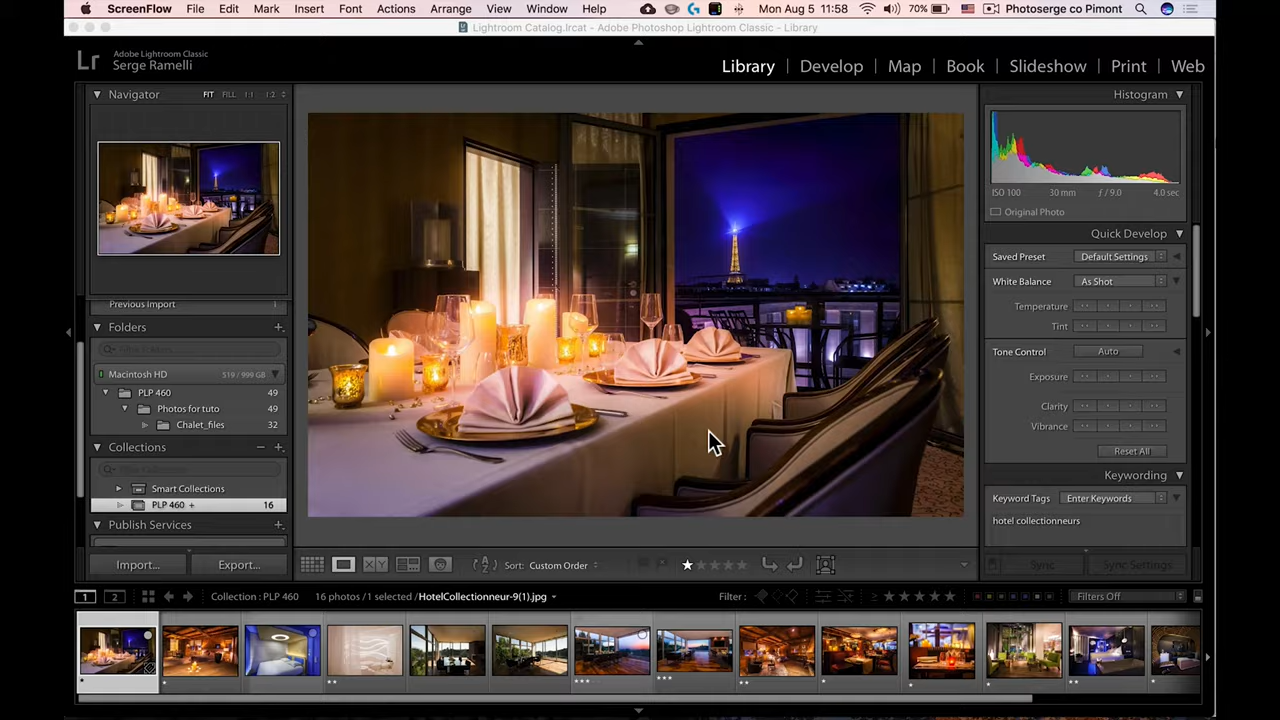 ScreenFlow File Edit Mark Insert Font Actions Arrange View Window Help Mon Aug 5 11:58 70% Photoserge co Pimont
Lightroom Catalog.lrcat - Adobe Photoshop Lightroom Classic - Library
Lr Adobe Lightroom Classic
Serge Ramelli
Library | Develop | Map | Book | Slideshow | Print | Web
Navigator FIT FILL 1:1 1:2
Histogram
ISO 100 30 mm ƒ / 9.0 4.0 sec
Original Photo
Quick Develop
Saved Preset Default Settings
White Balance As Shot
Temperature
Tint
Tone Control Auto
Exposure
Clarity
Vibrance
Reset All
Keywording
Keyword Tags Enter Keywords
hotel collectionneurs
Previous Import
Folders
Macintosh HD 519 / 999 GB
PLP 460 49
Photos for tuto 49
Chalet_files 32
Collections
Smart Collections
PLP 460 + 16
Publish Services
Import... Export...
Sort: Custom Order
Sync Sync Settings
1 2 Collection : PLP 460 16 photos / 1 selected / HotelCollectionneur-9(1).jpg Filter : Filters Off